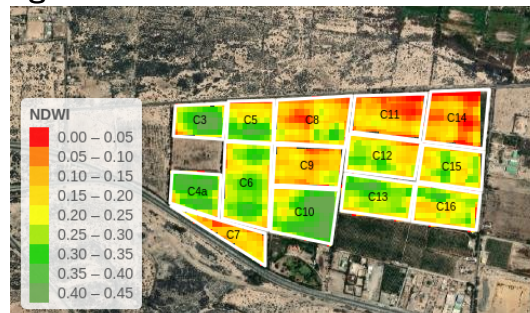 NDWI
0.00 – 0.05
0.05 – 0.10
0.10 – 0.15
0.15 – 0.20
0.20 – 0.25
0.25 – 0.30
0.30 – 0.35
0.35 – 0.40
0.40 – 0.45
C3
C5
C8
C11
C14
C4a
C6
C9
C12
C15
C7
C10
C13
C16